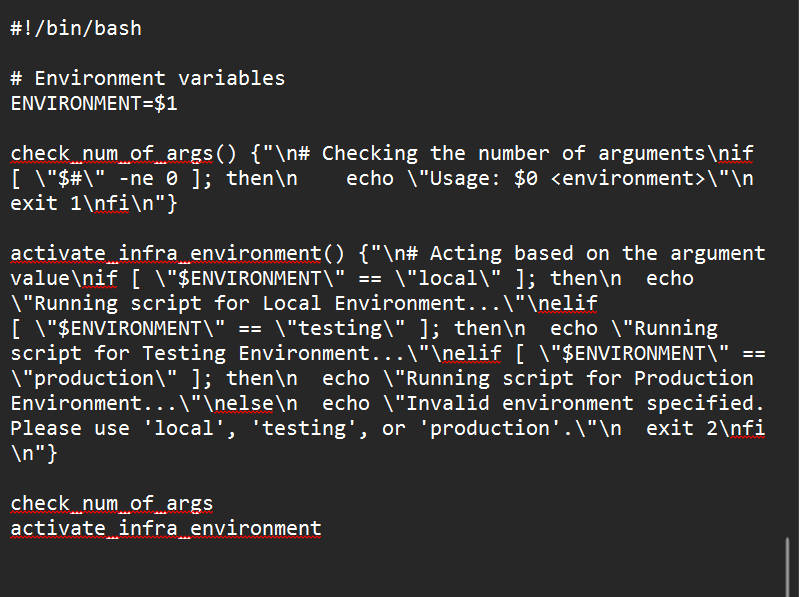 #!/bin/bash
# Environment variables
ENVIRONMENT=$1
check_num_of_args() {"\n# Checking the number of arguments\nif
[ \"$#\" -ne 0 ]; then\n    echo \"Usage: $0 <environment>\"\n
exit 1\nfi\n"}
activate_infra_environment() {"\n# Acting based on the argument
value\nif [ \"$ENVIRONMENT\" == \"local\" ]; then\n  echo
\"Running script for Local Environment...\"\nelif
[ \"$ENVIRONMENT\" == \"testing\" ]; then\n  echo \"Running
script for Testing Environment...\"\nelif [ \"$ENVIRONMENT\" ==
\"production\" ]; then\n  echo \"Running script for Production
Environment...\"\nelse\n  echo \"Invalid environment specified.
Please use 'local', 'testing', or 'production'.\"\n  exit 2\nfi
\n"}
check_num_of_args
activate_infra_environment